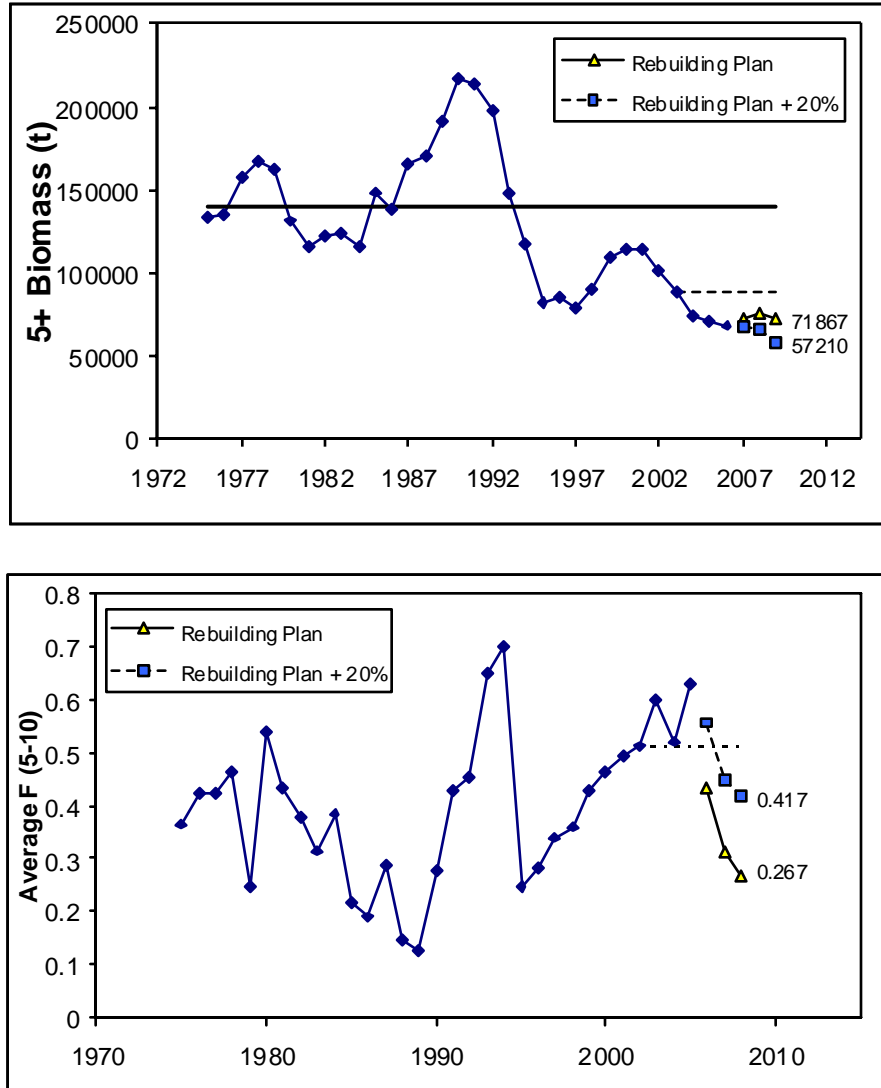 250000
200000
150000
100000
50000
0
5+ Biomass (t)
Rebuilding Plan
Rebuilding Plan + 20%
71867
57210
1972 1977 1982 1987 1992 1997 2002 2007 2012
0.8
0.7
0.6
0.5
0.4
0.3
0.2
0.1
0
Average F (5-10)
Rebuilding Plan
Rebuilding Plan + 20%
0.417
0.267
1970 1980 1990 2000 2010